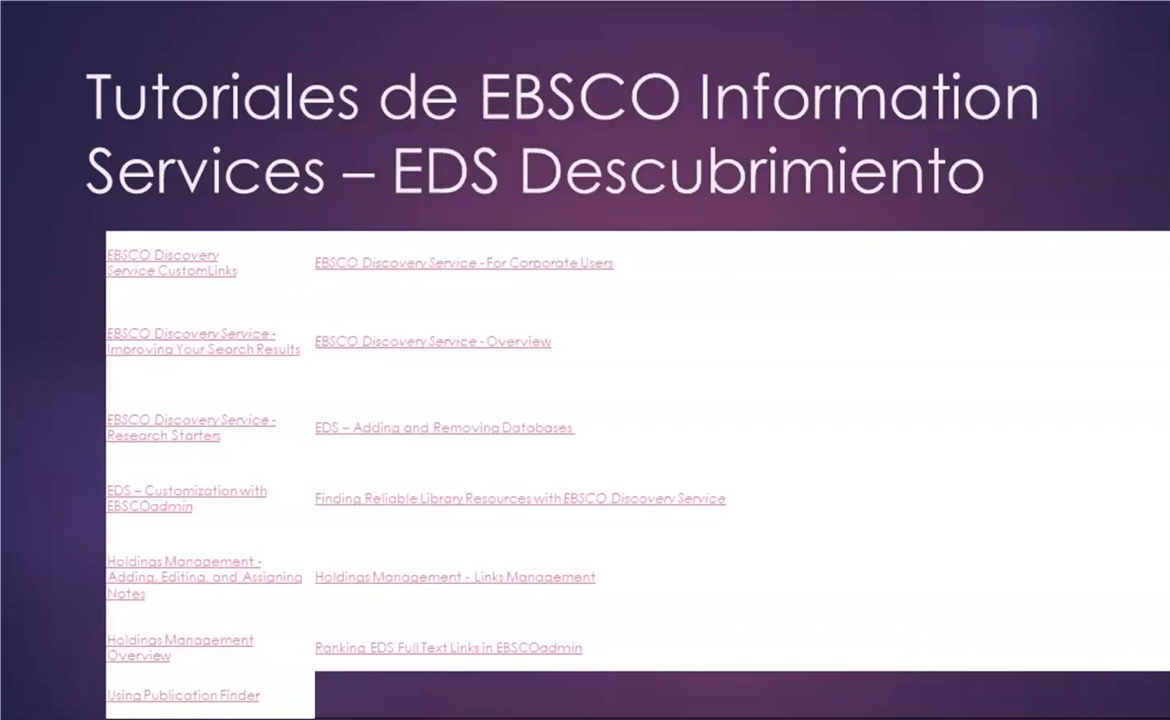 Tutoriales de EBSCO Information
Services – EDS Descubrimiento
EBSCO Discovery
Service CustomLinks
EBSCO Discovery Service - For Corporate Users
EBSCO Discovery Service -
Improving Your Search Results
EBSCO Discovery Service - Overview
EBSCO Discovery Service -
Research Starters
EDS – Adding and Removing Databases
EDS – Customization with
EBSCOadmin
Finding Reliable Library Resources with EBSCO Discovery Service
Holdings Management -
Adding, Editing, and Assigning
Notes
Holdings Management - Links Management
Holdings Management
Overview
Ranking EDS Full Text Links in EBSCOadmin
Using Publication Finder